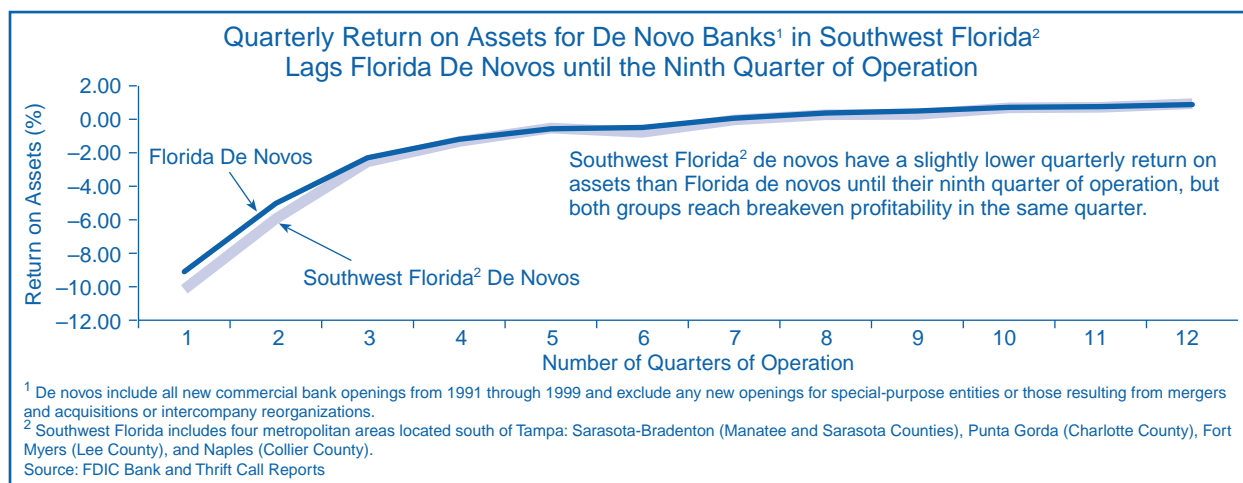 Quarterly Return on Assets for De Novo Banks¹ in Southwest Florida²
Lags Florida De Novos until the Ninth Quarter of Operation
Return on Assets (%)
2.00
0.00
–2.00
–4.00
–6.00
–8.00
–10.00
–12.00
Florida De Novos
Southwest Florida² De Novos
Southwest Florida² de novos have a slightly lower quarterly return on
assets than Florida de novos until their ninth quarter of operation, but
both groups reach breakeven profitability in the same quarter.
1 2 3 4 5 6 7 8 9 10 11 12
Number of Quarters of Operation
¹ De novos include all new commercial bank openings from 1991 through 1999 and exclude any new openings for special-purpose entities or those resulting from mergers
and acquisitions or intercompany reorganizations.
² Southwest Florida includes four metropolitan areas located south of Tampa: Sarasota-Bradenton (Manatee and Sarasota Counties), Punta Gorda (Charlotte County), Fort
Myers (Lee County), and Naples (Collier County).
Source: FDIC Bank and Thrift Call Reports